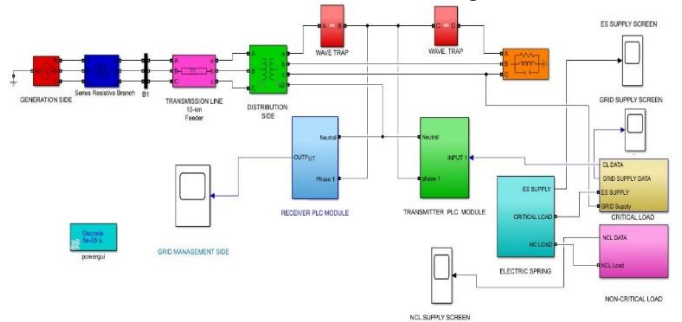 ES SUPPLY SCREEN
A B
C D
WAVE TRAP
WAVE TRAP
A A a
B B b
C C c
GENERATION SIDE
Series Resistive Branch
B1
TRANSMISSION LINE
10-km
Feeder
DISTRIBUTION
SIDE
GRID SUPPLY SCREEN
Neutral
OUTPUT
Phase 1
Neutral
INPUT 1
phase 1
CL DATA
GRID SUPPLY DATA
ES SUPPLY
GRID Supply
CRITICAL LOAD
RECEIVER PLC MODULE
TRANSMITTER PLC MODULE
ES SUPPLY
CRITICAL LOAD
NC LOAD
ELECTRIC SPRING
NCL DATA
NCL Load
NON-CRITICAL LOAD
GRID MANAGEMENT SIDE
Discrete
powergui
NCL SUPPLY SCREEN